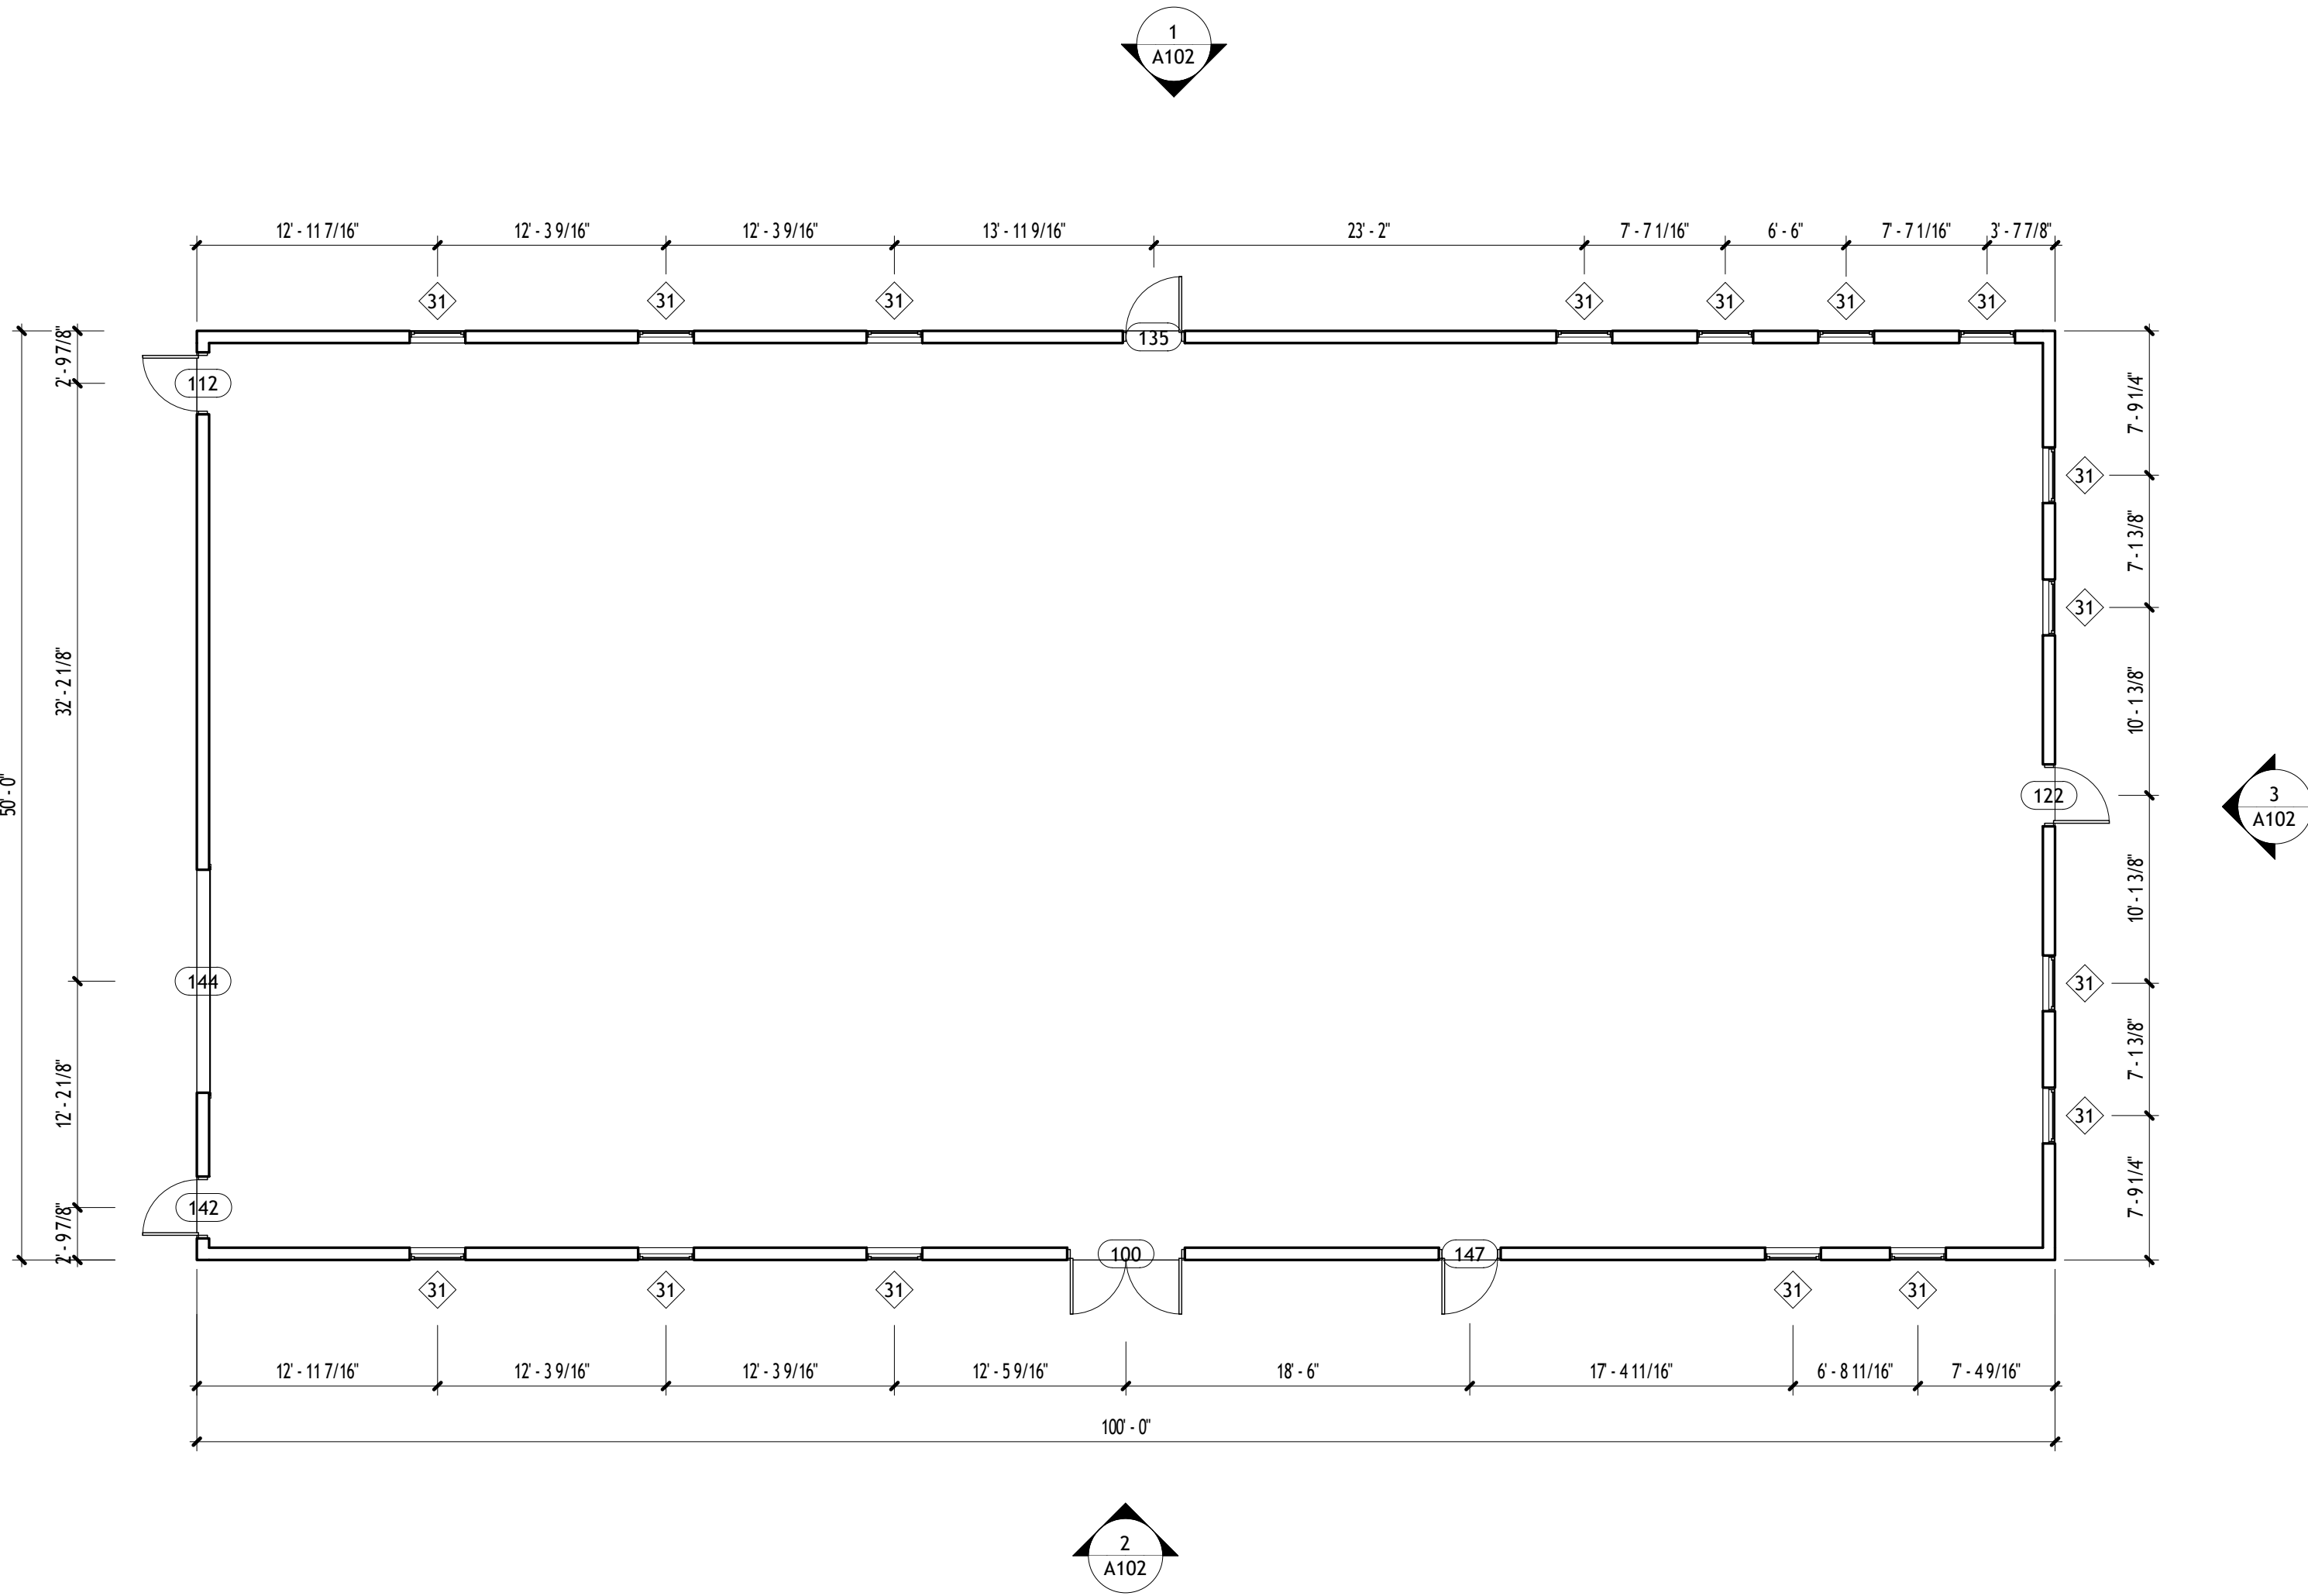 1
A102
12' - 11 7/16"
12' - 3 9/16"
12' - 3 9/16"
13' - 11 9/16"
23' - 2"
7' - 7 1/16"
6' - 6"
7' - 7 1/16"
3' - 7 7/8"
31
31
31
31
31
31
31
135
2' - 9 7/8"
112
7' - 9 1/4"
31
7' - 1 3/8"
31
32' - 2 1/8"
10' - 1 3/8"
50' - 0"
122
3
A102
10' - 1 3/8"
144
31
7' - 1 3/8"
12' - 2 1/8"
31
7' - 9 1/4"
2' - 9 7/8"
142
100
147
31
31
31
31
31
12' - 11 7/16"
12' - 3 9/16"
12' - 3 9/16"
12' - 5 9/16"
18' - 6"
17' - 4 11/16"
6' - 8 11/16"
7' - 4 9/16"
100' - 0"
2
A102